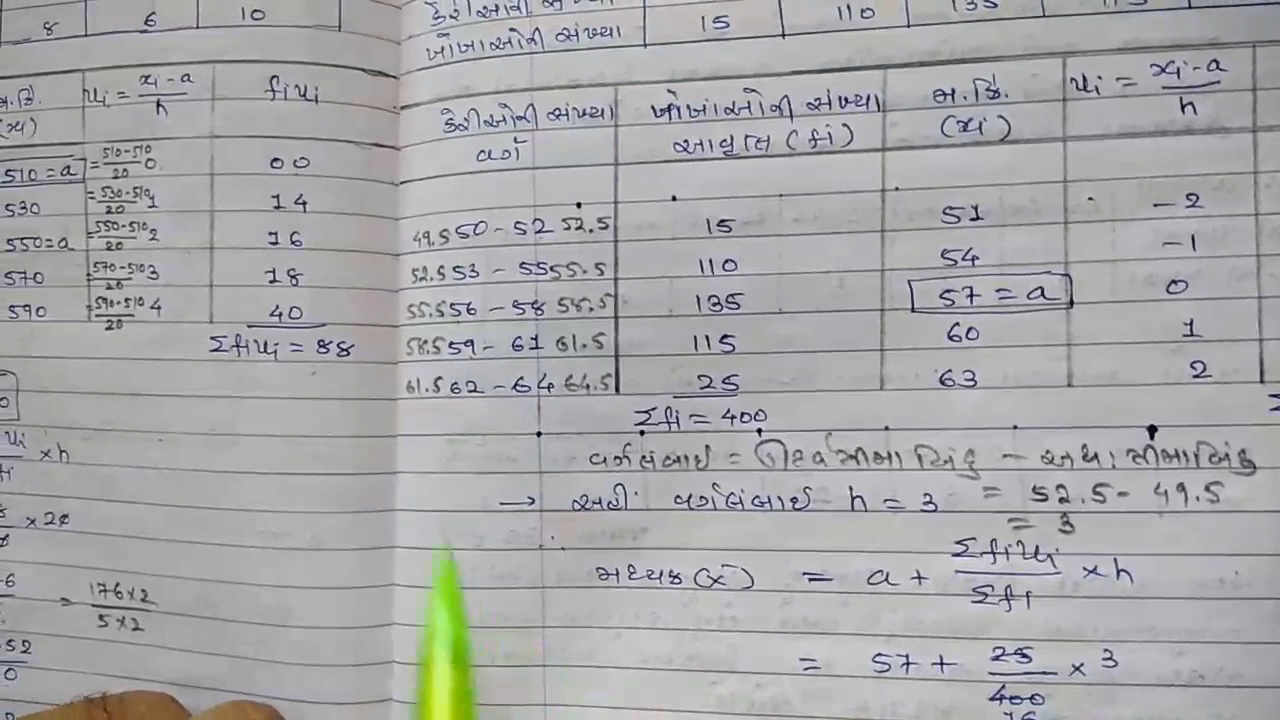 8 6 10
ખોખાઓની સંખ્યા 15 110 135
મ.કિં. (xi) ui = xi-a / h fiui
510=a = 510-510 / 20 0 00
530 = 530-510 / 20 1 14
550=a = 550-510 / 20 2 16
570 570-510 / 20 3 18
590 590-510 / 20 4 40
Σfiui = 88
ui × h
× 20
= 176×2 / 5×2
52
કેરીઓની સંખ્યા વર્ગ ખોખાઓની સંખ્યા આવૃત્તિ (fi) મ.કિં. (xi) ui = xi-a / h
49.5 50-52 52.5 15 51 -2
52.5 53-55 55.5 110 54 -1
55.5 56-58 58.5 135 57=a 0
58.5 59-61 61.5 115 60 1
61.5 62-64 64.5 25 63 2
Σfi = 400
વર્ગલંબાઈ = ઊર્ધ્વસીમા બિંદુ - અધઃસીમાબિંદુ
→ અહીં વર્ગલંબાઈ h = 3 = 52.5-49.5
= 3
મધ્યક (x̄) = a + Σfiui / Σfi × h
= 57 + 25 / 400 × 3
16